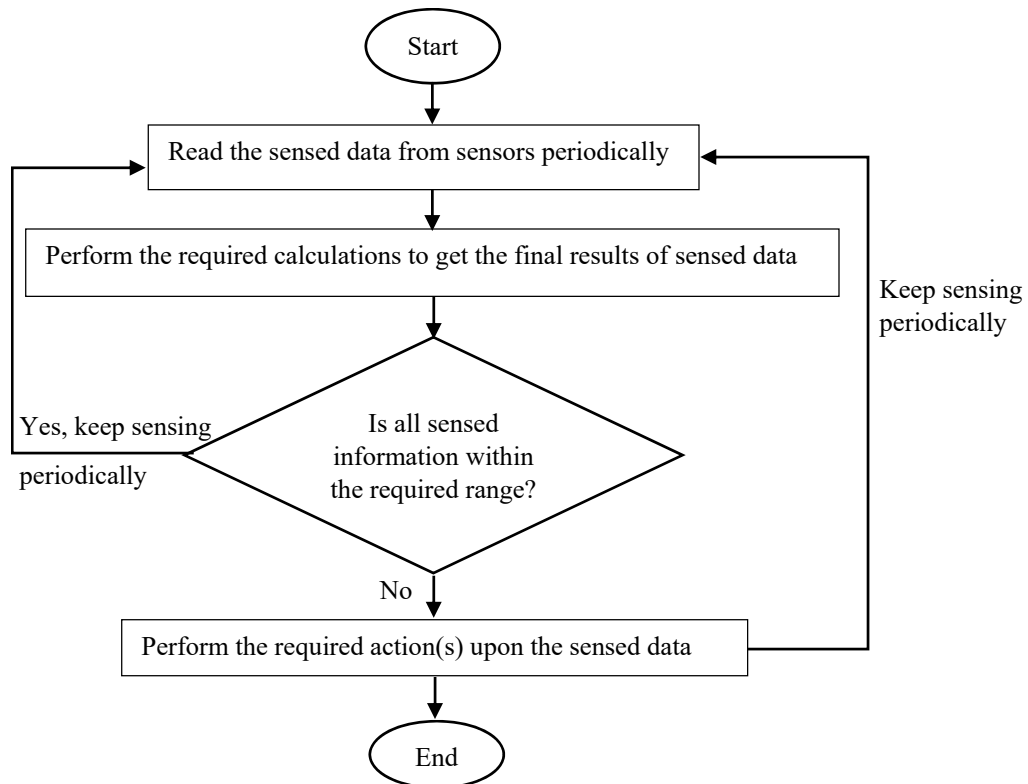 Start
Read the sensed data from sensors periodically
Perform the required calculations to get the final results of sensed data
Keep sensing
periodically
Is all sensed
information within
the required range?
Yes, keep sensing
periodically
No
Perform the required action(s) upon the sensed data
End